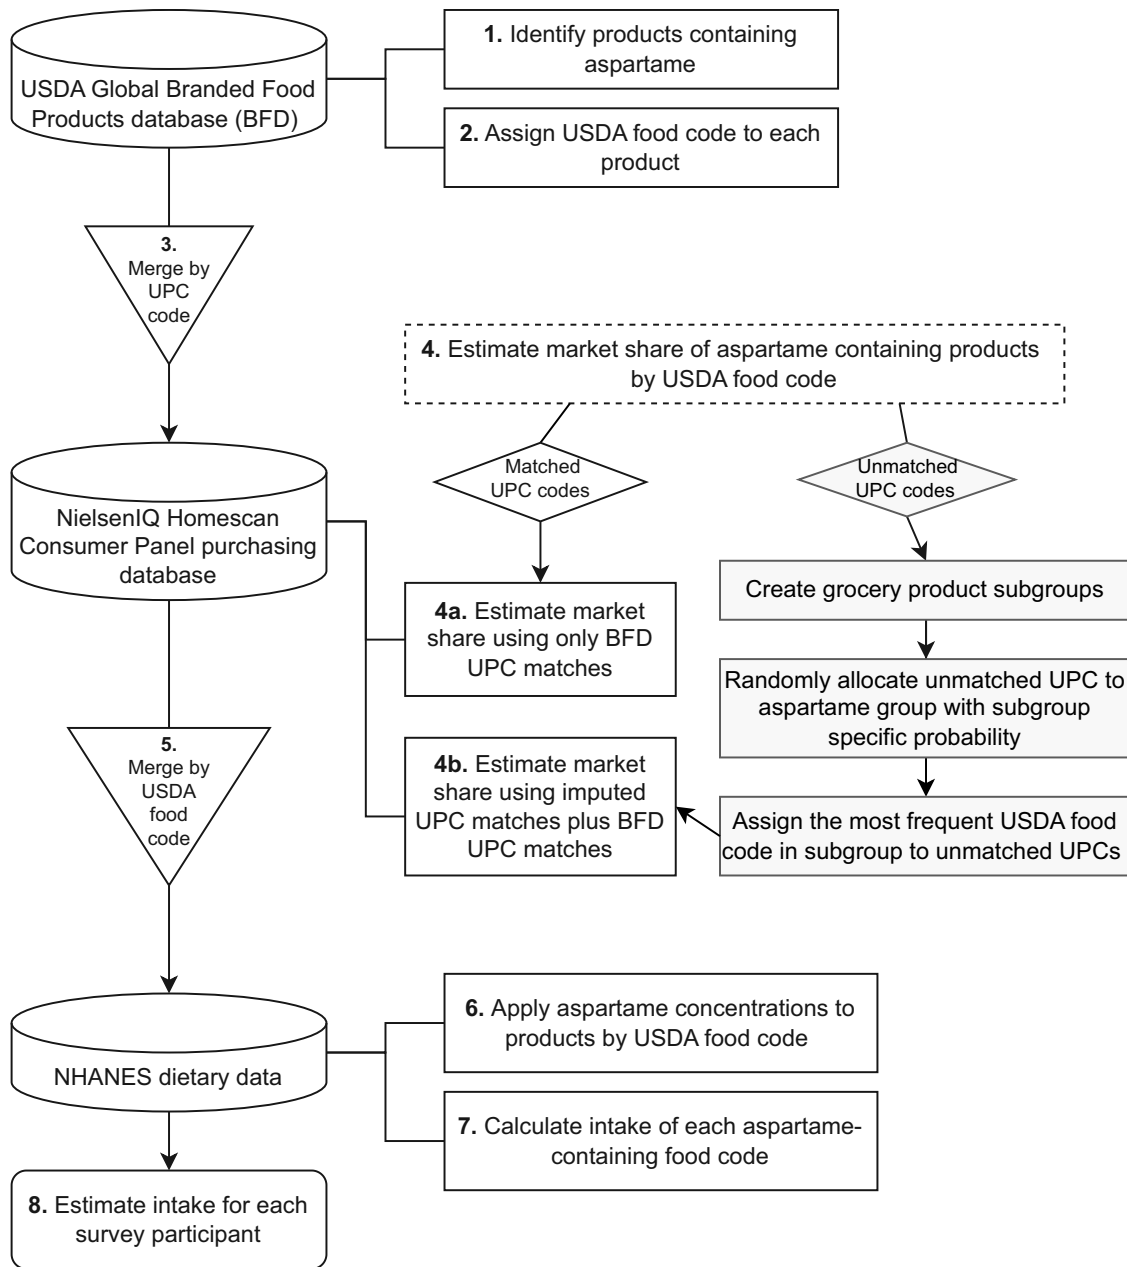 USDA Global Branded Food
Products database (BFD)
1. Identify products containing
aspartame
2. Assign USDA food code to each
product
3.
Merge by
UPC
code
4. Estimate market share of aspartame containing products
by USDA food code
Matched
UPC codes
Unmatched
UPC codes
NielsenIQ Homescan
Consumer Panel purchasing
database
4a. Estimate market
share using only BFD
UPC matches
Create grocery product subgroups
Randomly allocate unmatched UPC to
aspartame group with subgroup
specific probability
Assign the most frequent USDA food
code in subgroup to unmatched UPCs
4b. Estimate market
share using imputed
UPC matches plus BFD
UPC matches
5.
Merge by
USDA
food
code
NHANES dietary data
6. Apply aspartame concentrations to
products by USDA food code
7. Calculate intake of each aspartame-
containing food code
8. Estimate intake for each
survey participant